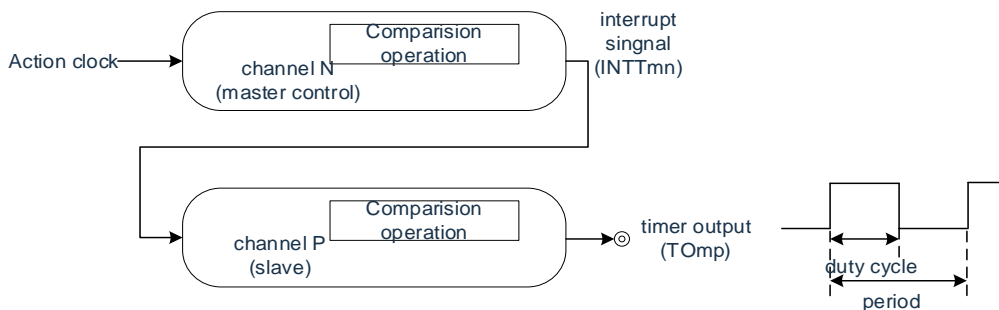 Comparision
operation
interrupt
singnal
(INTTmn)
Action clock
channel N
(master control)
Comparision
operation
channel P
(slave)
timer output
(TOmp)
duty cycle
period